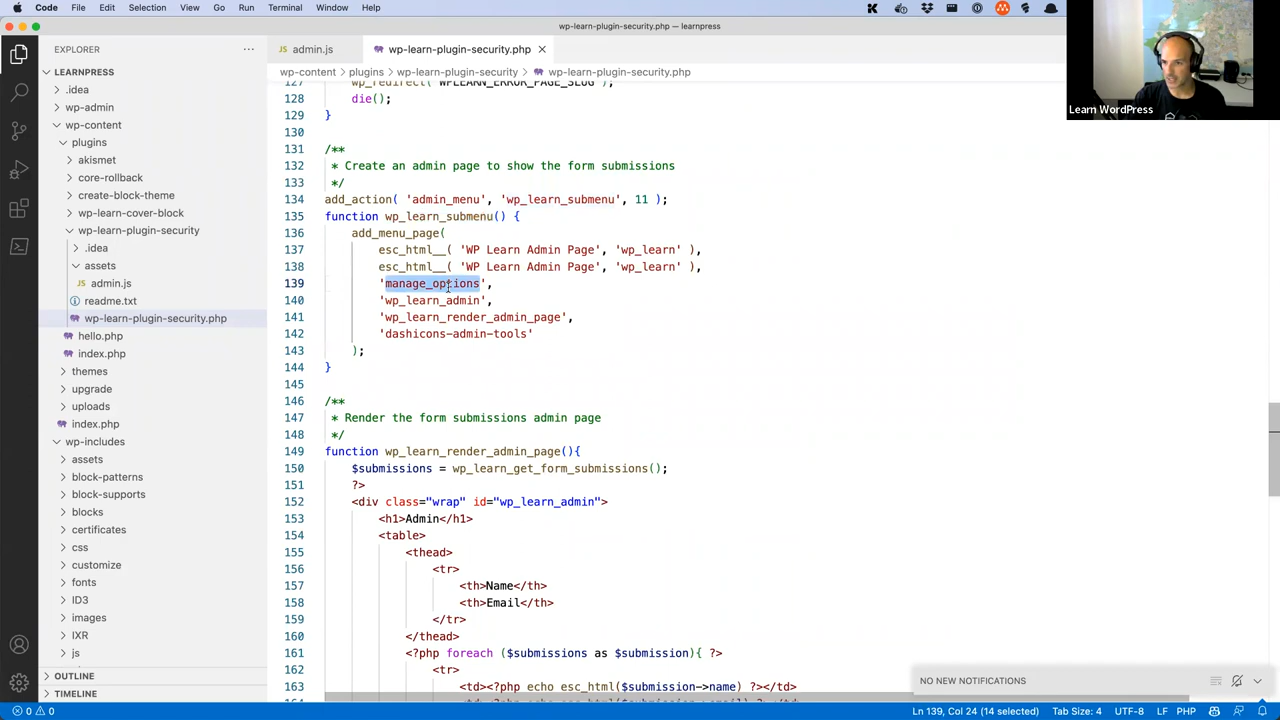 Code File Edit Selection View Go Run Terminal Window Help
wp-learn-plugin-security.php — learnpress
EXPLORER
LEARNPRESS
.idea
wp-admin
wp-content
plugins
akismet
core-rollback
create-block-theme
wp-learn-cover-block
wp-learn-plugin-security
.idea
assets
admin.js
readme.txt
wp-learn-plugin-security.php
hello.php
index.php
themes
upgrade
uploads
index.php
wp-includes
assets
block-patterns
block-supports
blocks
certificates
css
customize
fonts
ID3
images
IXR
js
OUTLINE
TIMELINE
admin.js
wp-learn-plugin-security.php
wp-content > plugins > wp-learn-plugin-security > wp-learn-plugin-security.php
127 wp_redirect( WPLEARN_ERROR_PAGE_SLUG );
128 die();
129 }
130
131 /**
132 * Create an admin page to show the form submissions
133 */
134 add_action( 'admin_menu', 'wp_learn_submenu', 11 );
135 function wp_learn_submenu() {
136 add_menu_page(
137 esc_html__( 'WP Learn Admin Page', 'wp_learn' ),
138 esc_html__( 'WP Learn Admin Page', 'wp_learn' ),
139 'manage_options',
140 'wp_learn_admin',
141 'wp_learn_render_admin_page',
142 'dashicons-admin-tools'
143 );
144 }
145
146 /**
147 * Render the form submissions admin page
148 */
149 function wp_learn_render_admin_page(){
150 $submissions = wp_learn_get_form_submissions();
151 ?>
152 <div class="wrap" id="wp_learn_admin">
153 <h1>Admin</h1>
154 <table>
155 <thead>
156 <tr>
157 <th>Name</th>
158 <th>Email</th>
159 </tr>
160 </thead>
161 <?php foreach ($submissions as $submission){ ?>
162 <tr>
163 <td><?php echo esc_html($submission->name) ?></td>
Learn WordPress
NO NEW NOTIFICATIONS
0 0
Ln 139, Col 24 (14 selected) Tab Size: 4 UTF-8 LF PHP